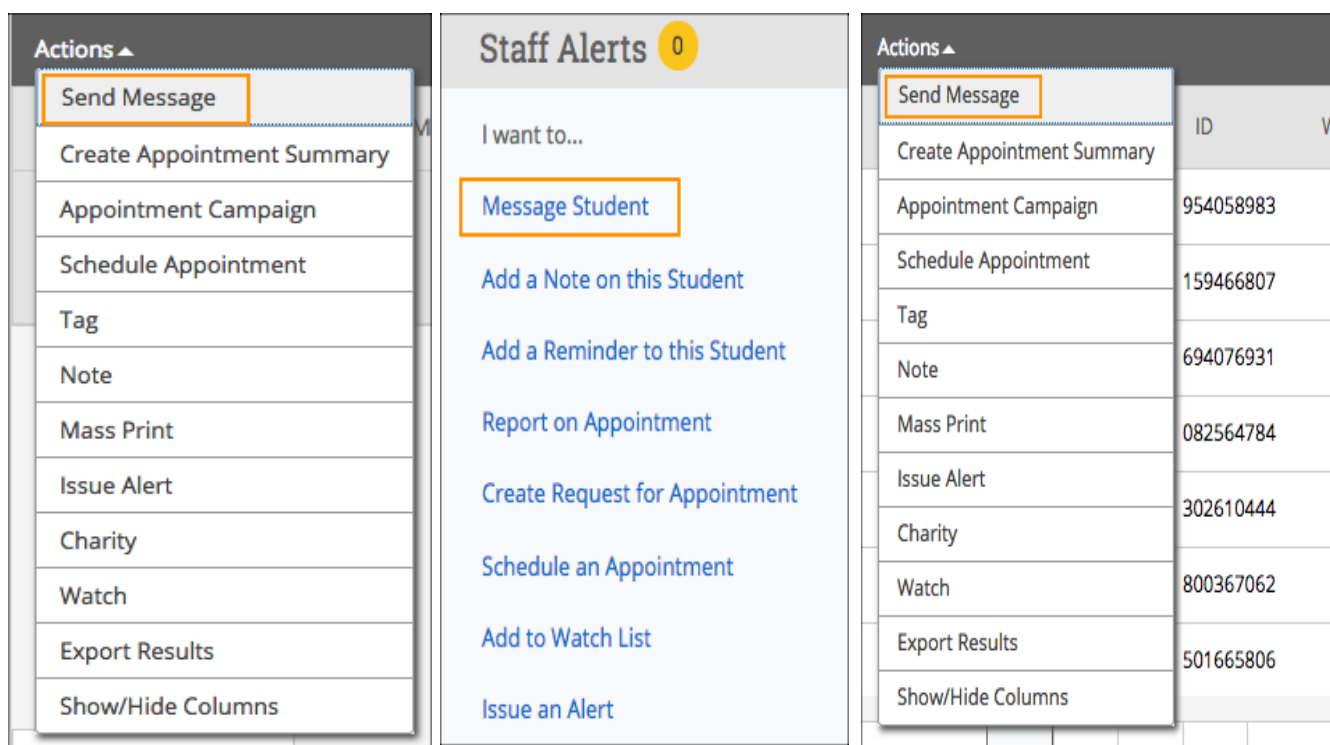 Actions
Send Message
Create Appointment Summary
Appointment Campaign
Schedule Appointment
Tag
Note
Mass Print
Issue Alert
Charity
Watch
Export Results
Show/Hide Columns
Staff Alerts 0
I want to...
Message Student
Add a Note on this Student
Add a Reminder to this Student
Report on Appointment
Create Request for Appointment
Schedule an Appointment
Add to Watch List
Issue an Alert
Actions
Send Message
Create Appointment Summary
Appointment Campaign
Schedule Appointment
Tag
Note
Mass Print
Issue Alert
Charity
Watch
Export Results
Show/Hide Columns
ID
954058983
159466807
694076931
082564784
302610444
800367062
501665806